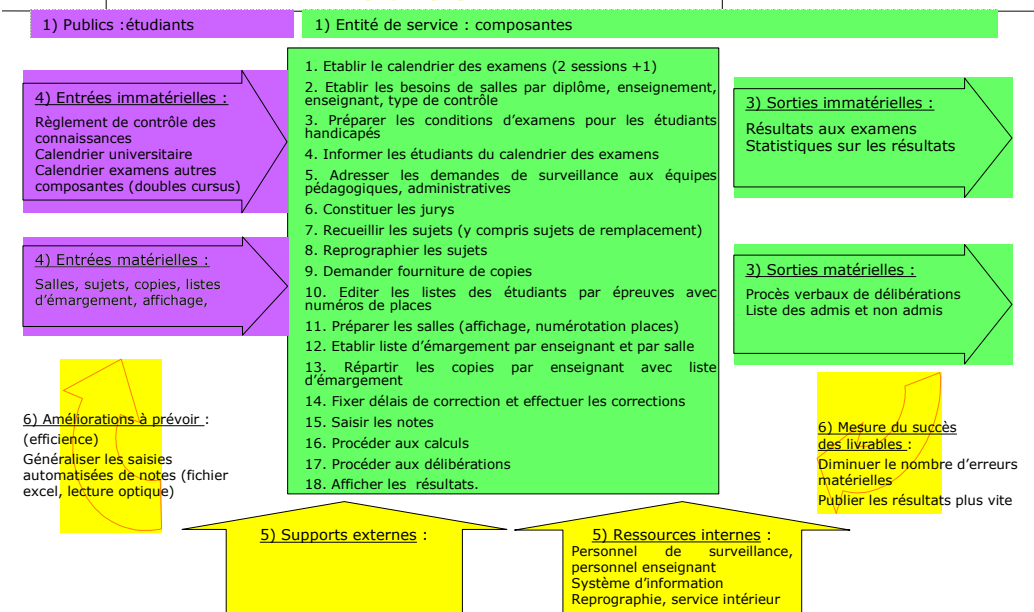 1) Publics :étudiants
1) Entité de service : composantes
4) Entrées immatérielles :
Règlement de contrôle des
connaissances
Calendrier universitaire
Calendrier examens autres
composantes (doubles cursus)
4) Entrées matérielles :
Salles, sujets, copies, listes
d’émargement, affichage,
6) Améliorations à prévoir :
(efficience)
Généraliser les saisies
automatisées de notes (fichier
excel, lecture optique)
1. Etablir le calendrier des examens (2 sessions +1)
2. Etablir les besoins de salles par diplôme, enseignement,
enseignant, type de contrôle
3. Préparer les conditions d’examens pour les étudiants
handicapés
4. Informer les étudiants du calendrier des examens
5. Adresser les demandes de surveillance aux équipes
pédagogiques, administratives
6. Constituer les jurys
7. Recueillir les sujets (y compris sujets de remplacement)
8. Reprographier les sujets
9. Demander fourniture de copies
10. Editer les listes des étudiants par épreuves avec
numéros de places
11. Préparer les salles (affichage, numérotation places)
12. Etablir liste d’émargement par enseignant et par salle
13. Répartir les copies par enseignant avec liste
d’émargement
14. Fixer délais de correction et effectuer les corrections
15. Saisir les notes
16. Procéder aux calculs
17. Procéder aux délibérations
18. Afficher les résultats.
3) Sorties immatérielles :
Résultats aux examens
Statistiques sur les résultats
3) Sorties matérielles :
Procès verbaux de délibérations
Liste des admis et non admis
6) Mesure du succès
des livrables :
Diminuer le nombre d’erreurs
matérielles
Publier les résultats plus vite
5) Supports externes :
5) Ressources internes :
Personnel de surveillance,
personnel enseignant
Système d’information
Reprographie, service intérieur